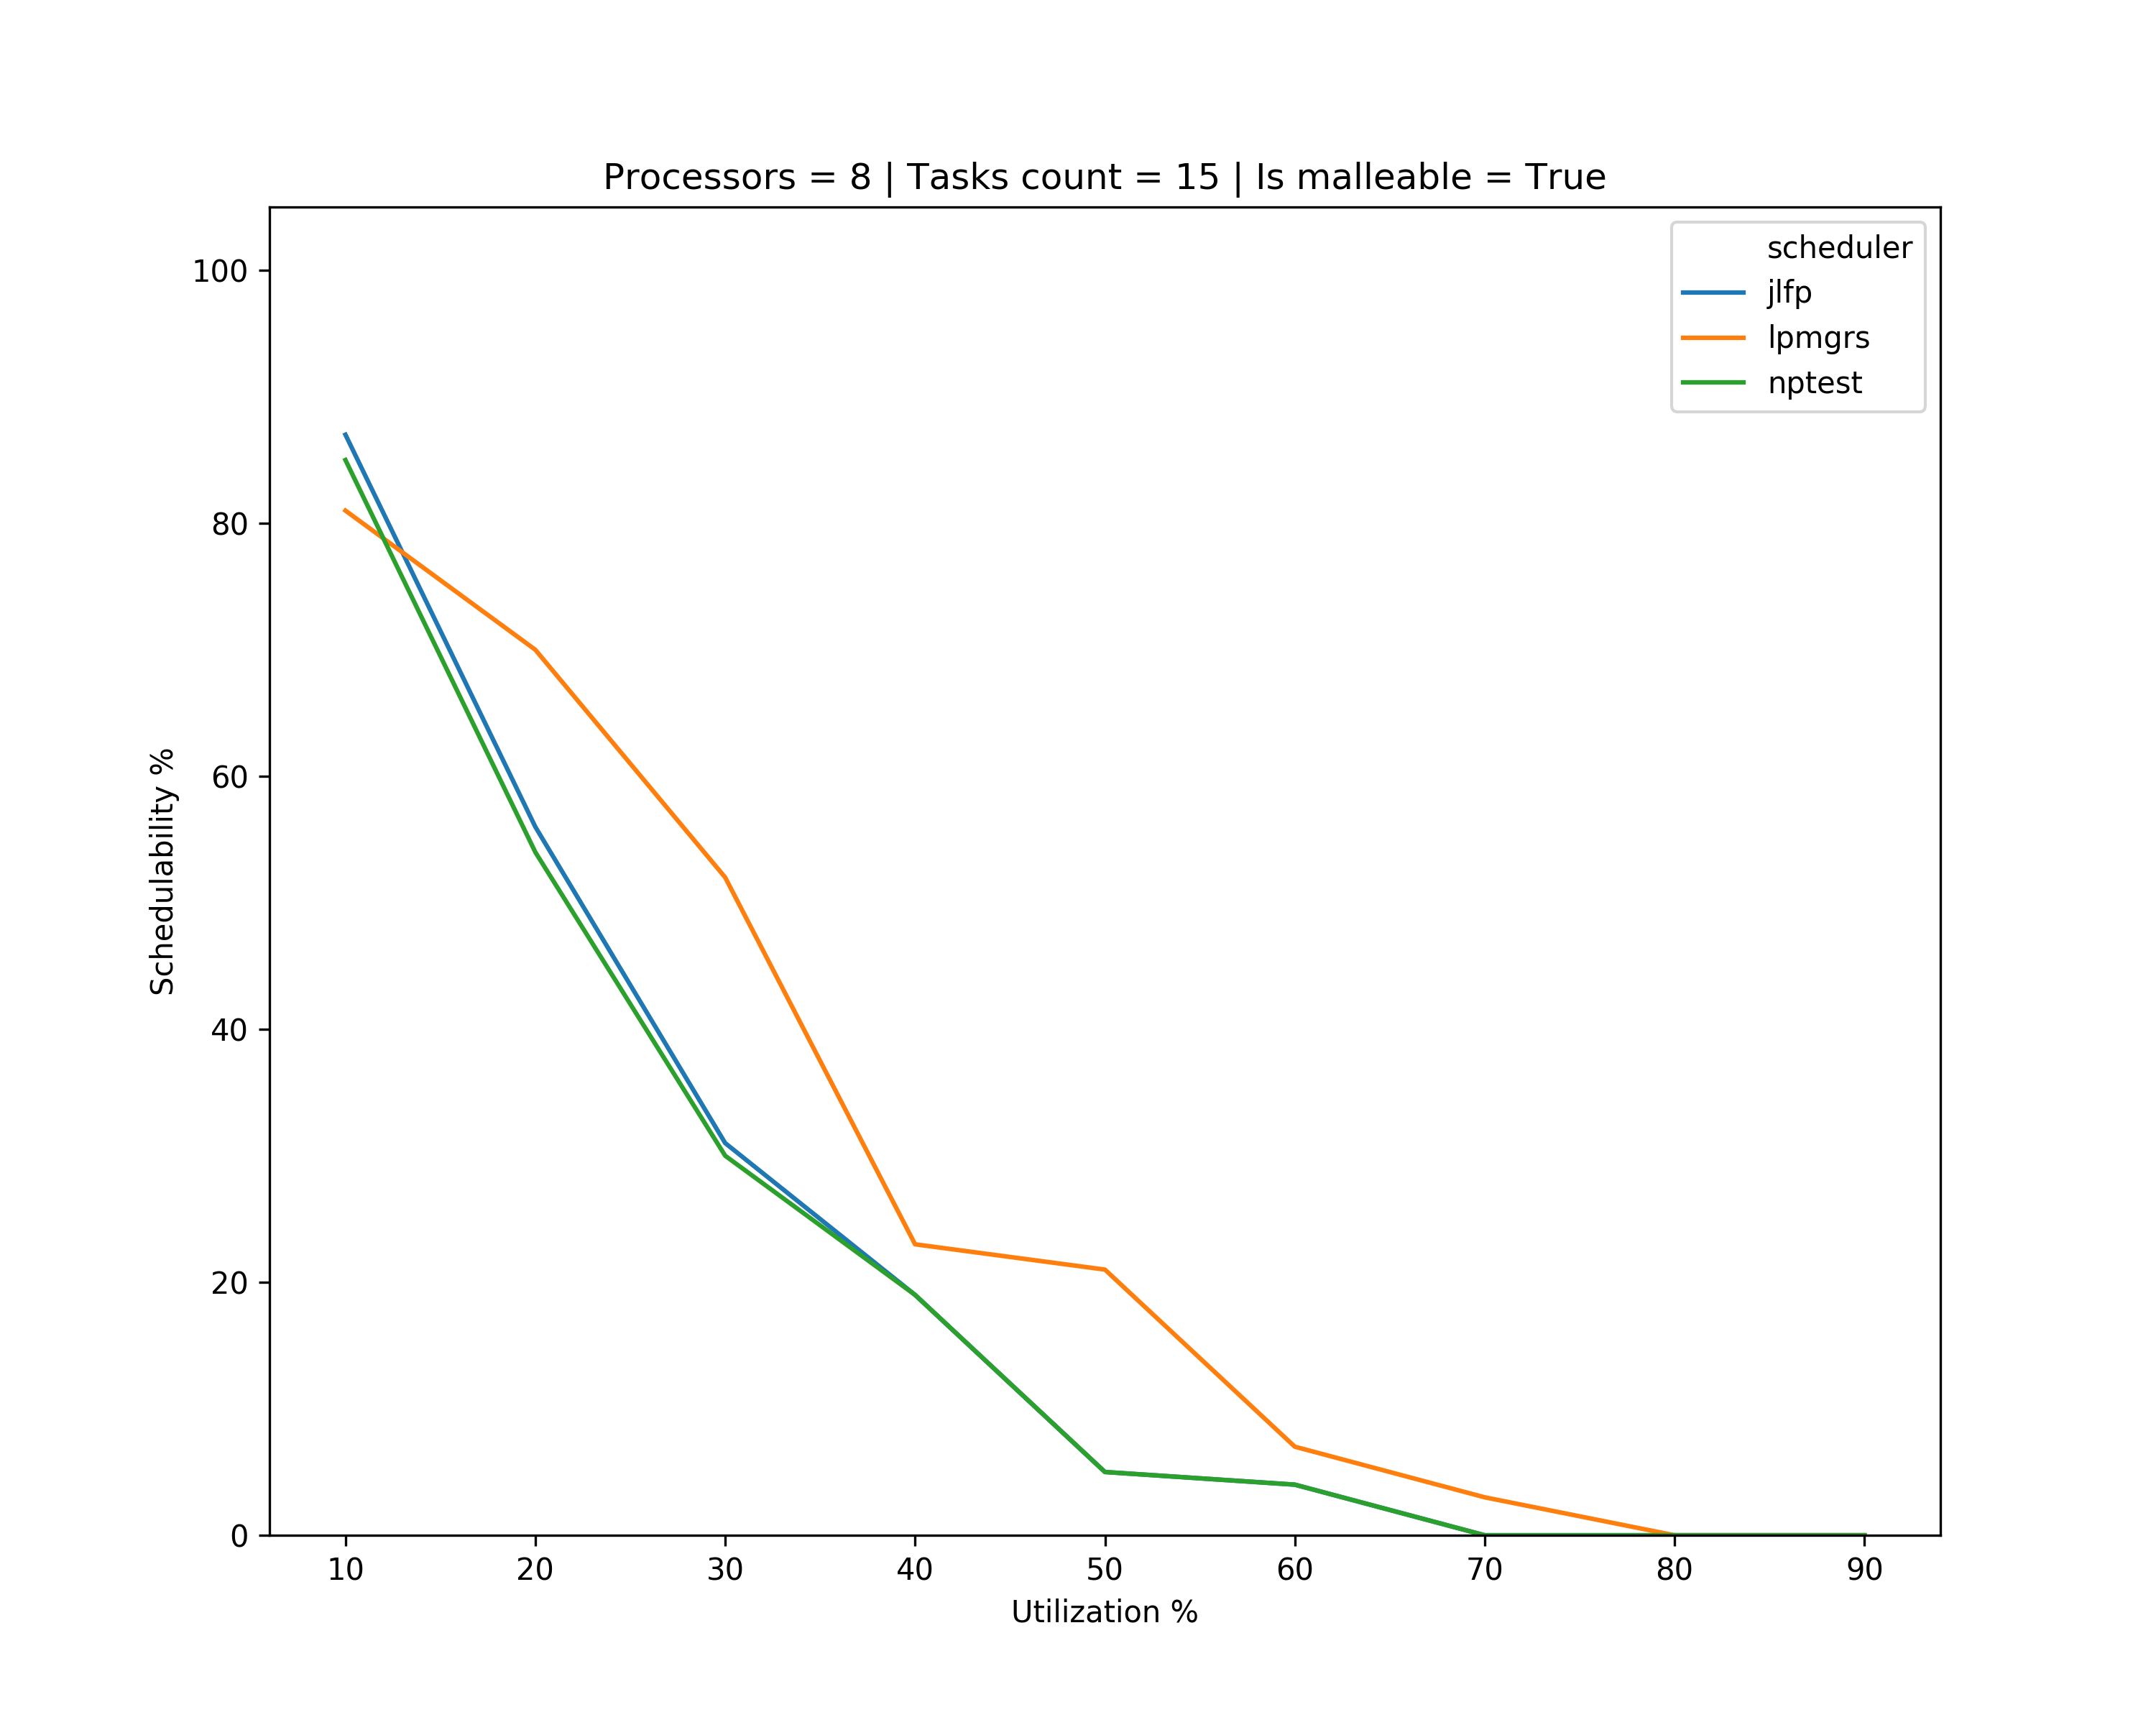 Processors = 8 | Tasks count = 15 | Is malleable = True
scheduler
jlfp
lpmgrs
nptest
Schedulability %
100
80
60
40
20
0
10 20 30 40 50 60 70 80 90
Utilization %